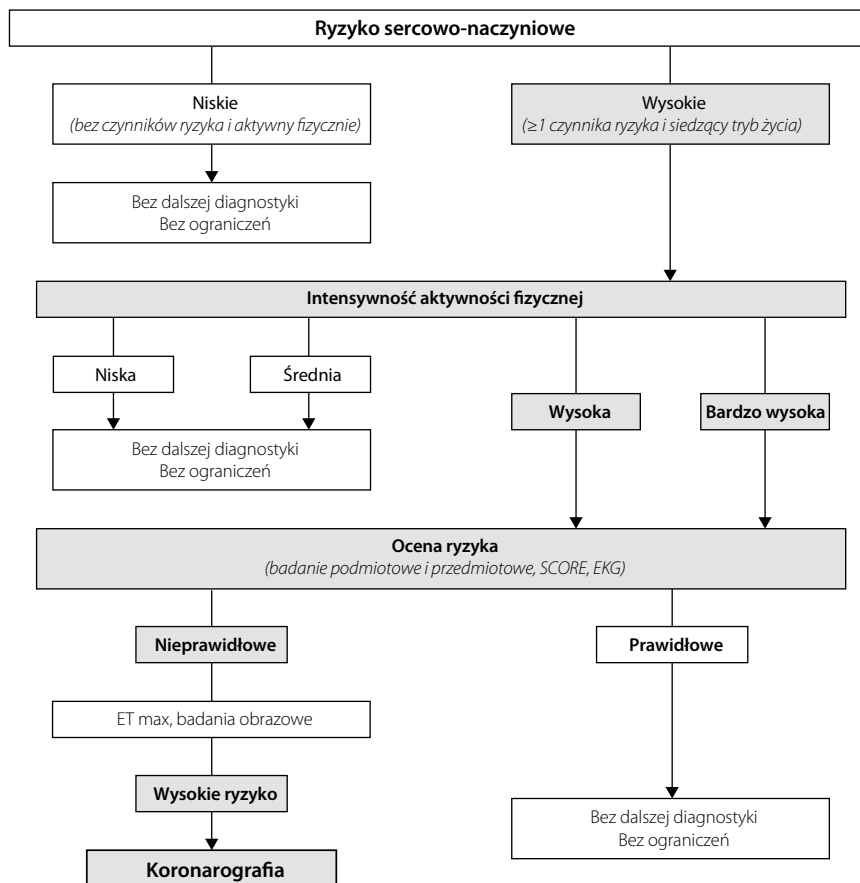 Ryzyko sercowo-naczyniowe
Niskie
(bez czynników ryzyka i aktywny fizycznie)
Wysokie
(≥1 czynnika ryzyka i siedzący tryb życia)
Bez dalszej diagnostyki
Bez ograniczeń
Intensywność aktywności fizycznej
Niska
Średnia
Wysoka
Bardzo wysoka
Bez dalszej diagnostyki
Bez ograniczeń
Ocena ryzyka
(badanie podmiotowe i przedmiotowe, SCORE, EKG)
Nieprawidłowe
Prawidłowe
ET max, badania obrazowe
Wysokie ryzyko
Bez dalszej diagnostyki
Bez ograniczeń
Koronarografia